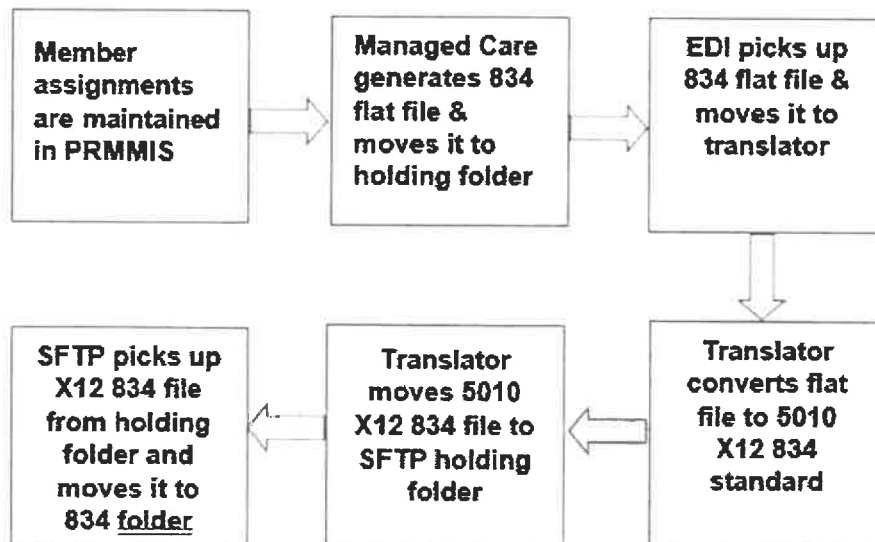 Member
assignments
are maintained
in PRMMIS
Managed Care
generates 834
flat file &
moves it to
holding folder
EDI picks up
834 flat file &
moves it to
translator
Translator
converts flat
file to 5010
X12 834
standard
Translator
moves 5010
X12 834 file to
SFTP holding
folder
SFTP picks up
X12 834 file
from holding
folder and
moves it to
834 folder